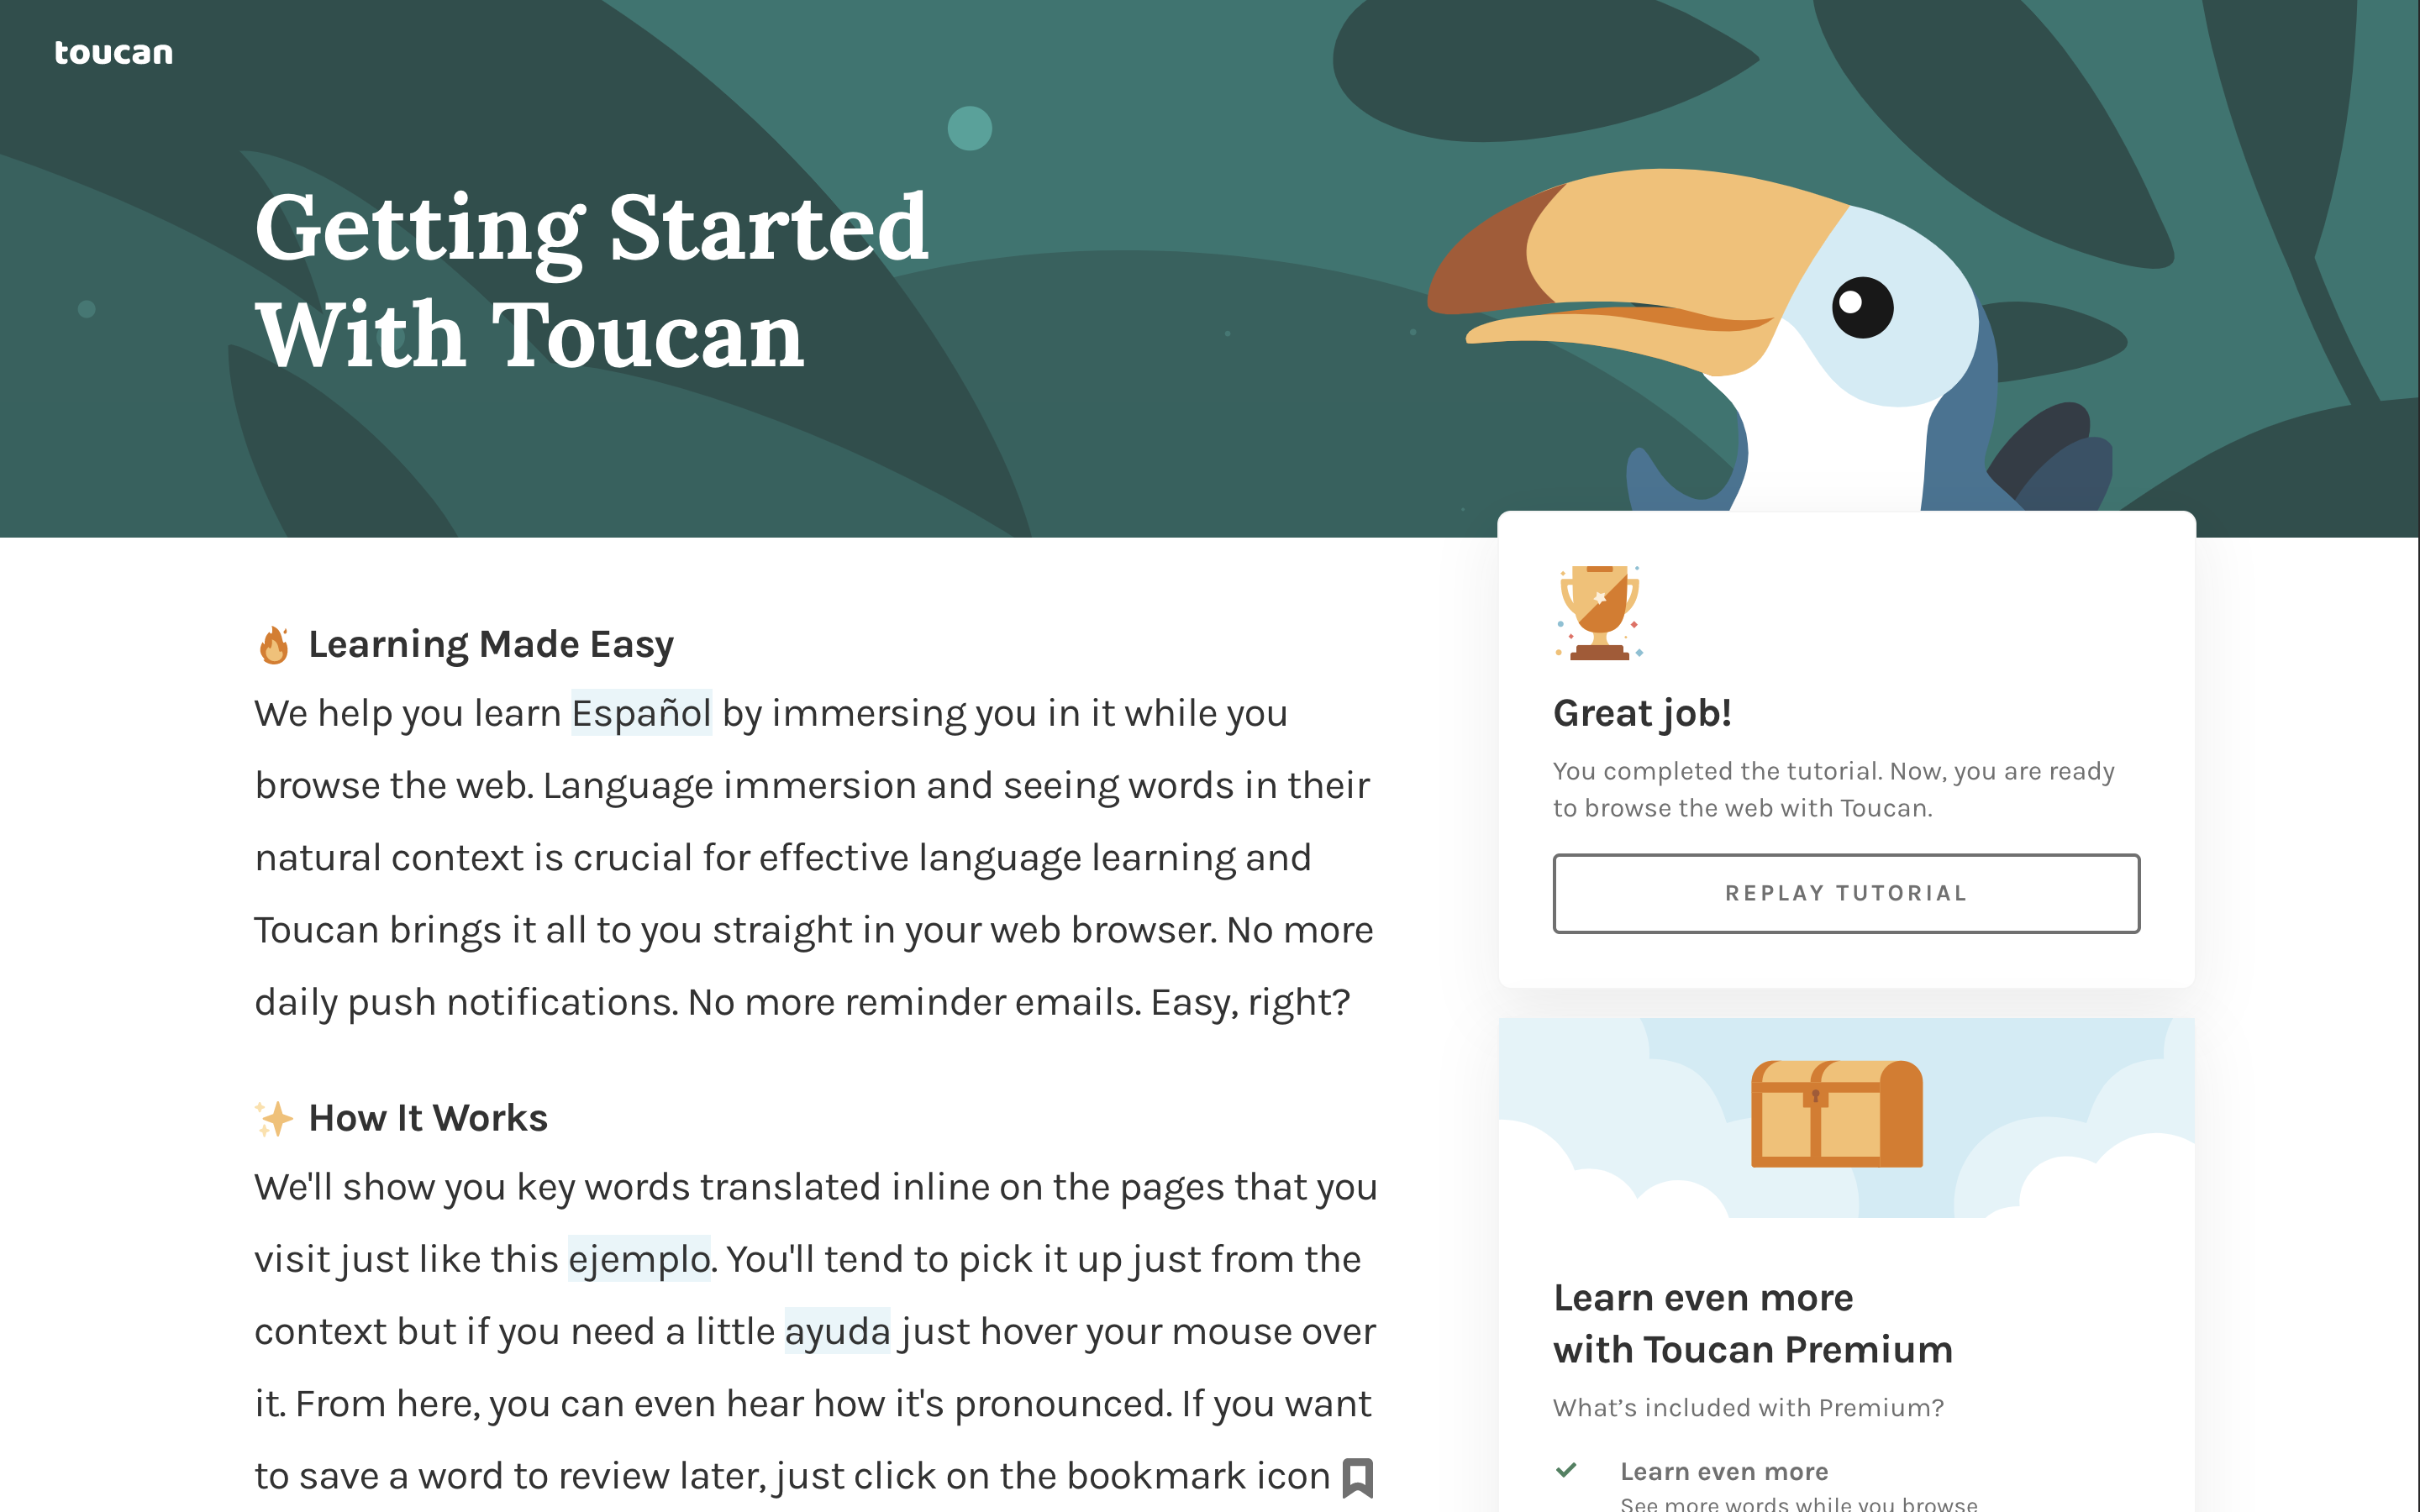 toucan
Getting Started
With Toucan
Learning Made Easy
We help you learn Español by immersing you in it while you
browse the web. Language immersion and seeing words in their
natural context is crucial for effective language learning and
Toucan brings it all to you straight in your web browser. No more
daily push notifications. No more reminder emails. Easy, right?
How It Works
We'll show you key words translated inline on the pages that you
visit just like this ejemplo. You'll tend to pick it up just from the
context but if you need a little ayuda just hover your mouse over
it. From here, you can even hear how it's pronounced. If you want
to save a word to review later, just click on the bookmark icon
Great job!
You completed the tutorial. Now, you are ready
to browse the web with Toucan.
REPLAY TUTORIAL
Learn even more
with Toucan Premium
What’s included with Premium?
Learn even more
See more words while you browse